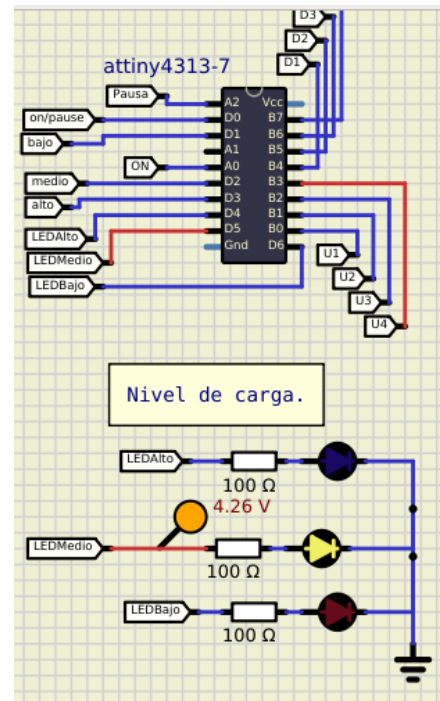 D3
D2
D1
attiny4313-7
Pausa
on/pause
bajo
ON
medio
alto
LEDAlto
LEDMedio
LEDBajo
A2 Vcc
D0 B7
D1 B6
A1 B5
A0 B4
D2 B3
D3 B2
D4 B1
D5 B0
Gnd D6
U1
U2
U3
U4
Nivel de carga.
LEDAlto
100 Ω
4.26 V
LEDMedio
100 Ω
LEDBajo
100 Ω